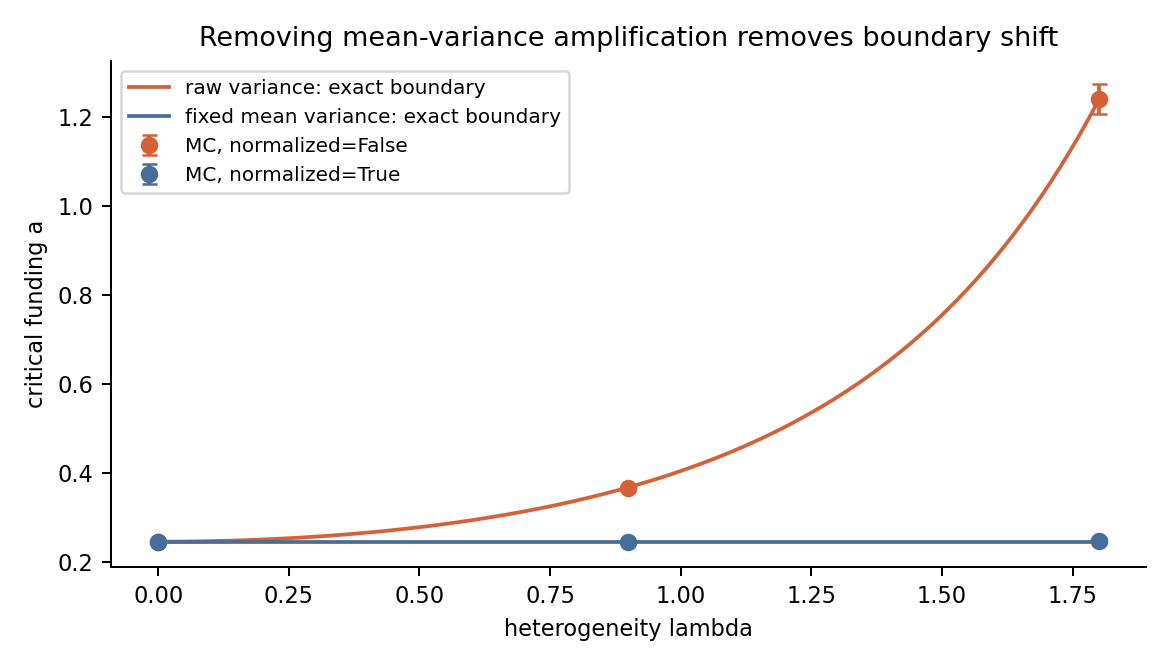 Removing mean-variance amplification removes boundary shift
raw variance: exact boundary
fixed mean variance: exact boundary
MC, normalized=False
MC, normalized=True
critical funding a
1.2
1.0
0.8
0.6
0.4
0.2
0.00 0.25 0.50 0.75 1.00 1.25 1.50 1.75
heterogeneity lambda